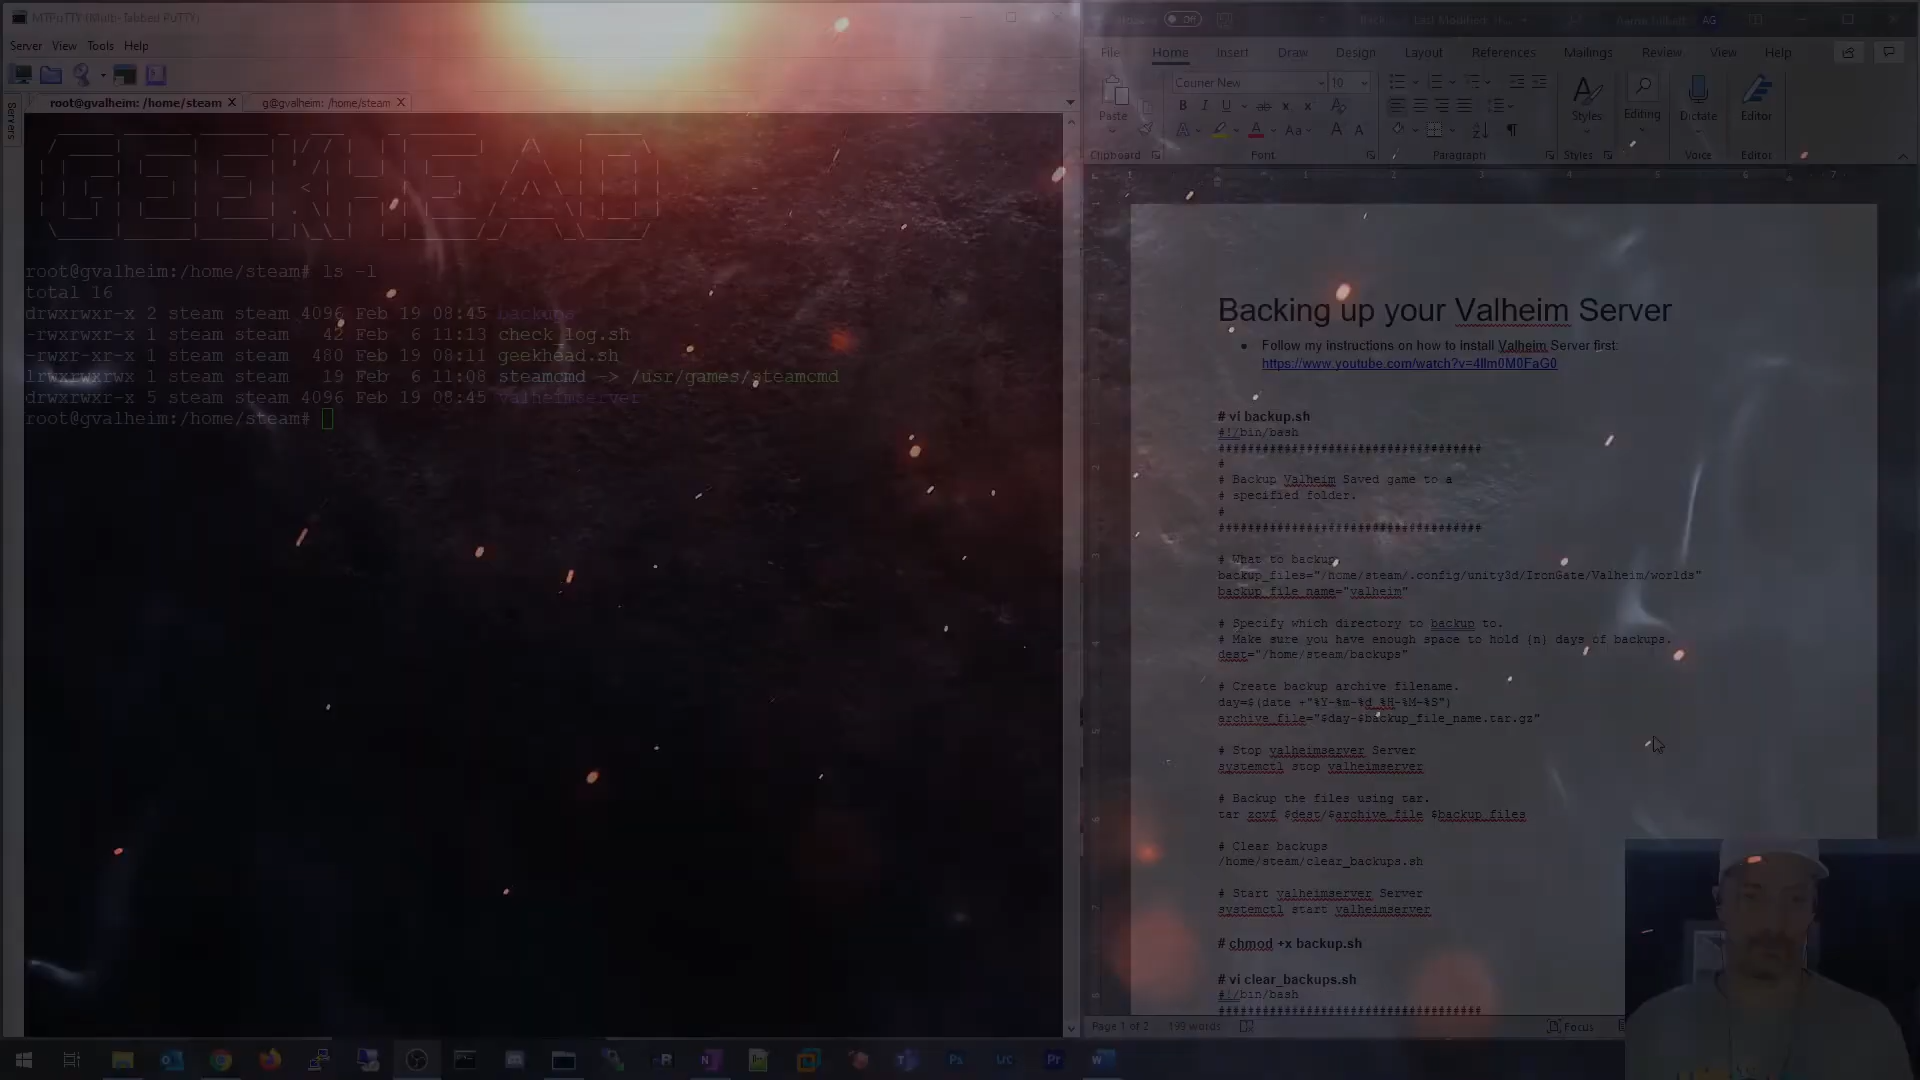 MTPuTTY (Multi-Tabbed PuTTY)
Server View Tools Help
Servers
root@gvalheim: /home/steam
g@gvalheim: /home/steam
GEEKHEAD
root@gvalheim:/home/steam# ls -l
total 16
drwxrwxr-x 2 steam steam 4096 Feb 19 08:45 backups
-rwxrwxr-x 1 steam steam 42 Feb 6 11:13 check_log.sh
-rwxr-xr-x 1 steam steam 480 Feb 19 08:11 geekhead.sh
lrwxrwxrwx 1 steam steam 19 Feb 6 11:08 steamcmd -> /usr/games/steamcmd
drwxrwxr-x 5 steam steam 4096 Feb 19 08:45 valheimserver
root@gvalheim:/home/steam#
Off
AG
File Home Insert Draw Design Layout References Mailings Review View Help
Courier New 10
Paste
Styles
Editing
Dictate
Editor
Clipboard Font Paragraph Styles Voice Editor
Backing up your Valheim Server
• Follow my instructions on how to install Valheim Server first:
# vi backup.sh
#!/bin/bash
####################################
#
# Backup Valheim Saved game to a
# specified folder.
#
####################################
# What to backup.
backup_files="/home/steam/.config/unity3d/IronGate/Valheim/worlds"
backup_file_name="valheim"
# Specify which directory to backup to.
# Make sure you have enough space to hold {n} days of backups.
dest="/home/steam/backups"
# Create backup archive filename.
day=$(date +"%Y-%m-%d_%H-%M-%S")
archive_file="$day-$backup_file_name.tar.gz"
# Stop valheimserver Server
systemctl stop valheimserver
# Backup the files using tar.
tar zcvf $dest/$archive_file $backup_files
# Clear backups
/home/steam/clear_backups.sh
# Start valheimserver Server
systemctl start valheimserver
# chmod +x backup.sh
# vi clear_backups.sh
#!/bin/bash
####################################
Page 1 of 2 199 words
Focus